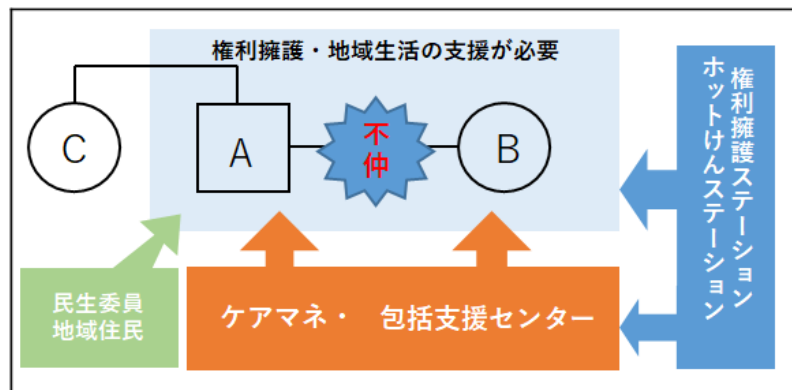 権利擁護・地域生活の支援が必要
C
A
不
仲
B
権利擁護ステーション
ホットけんステーション
民生委員
地域住民
ケアマネ・　包括支援センター